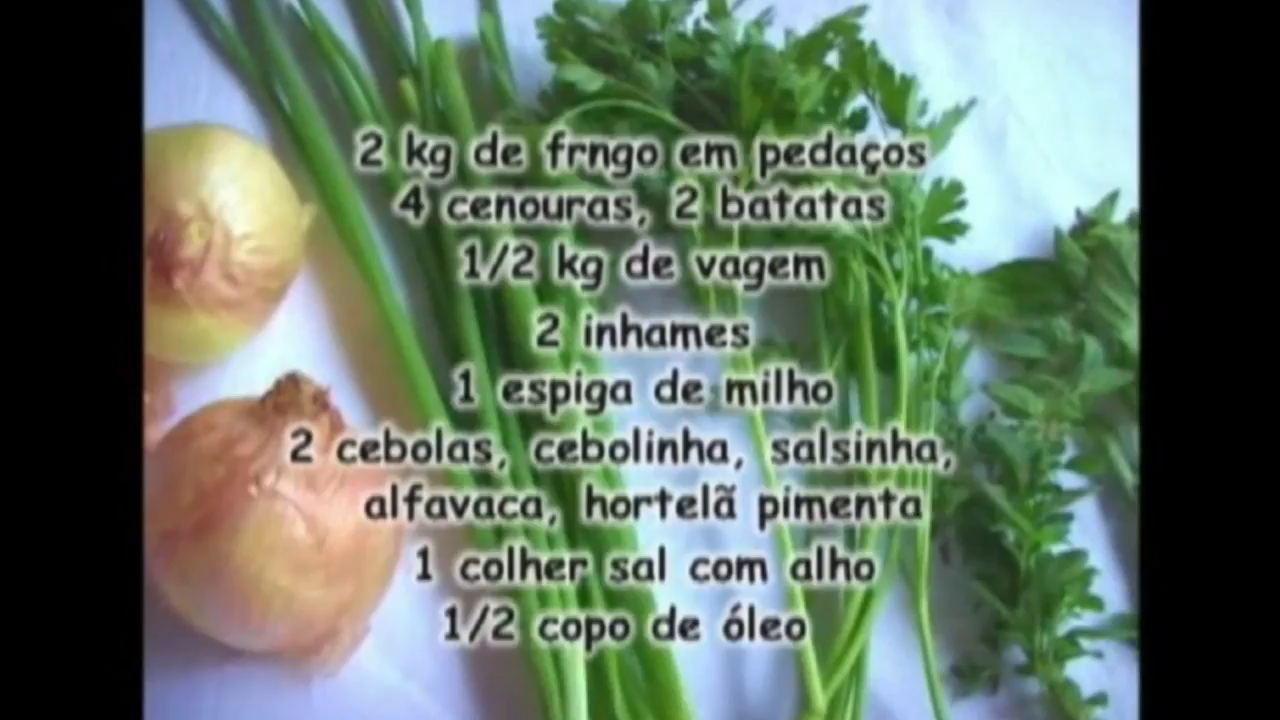 2 kg de frngo em pedaços
4 cenouras, 2 batatas
1/2 kg de vagem
2 inhames
1 espiga de milho
2 cebolas, cebolinha, salsinha,
alfavaca, hortelã pimenta
1 colher sal com alho
1/2 copo de óleo